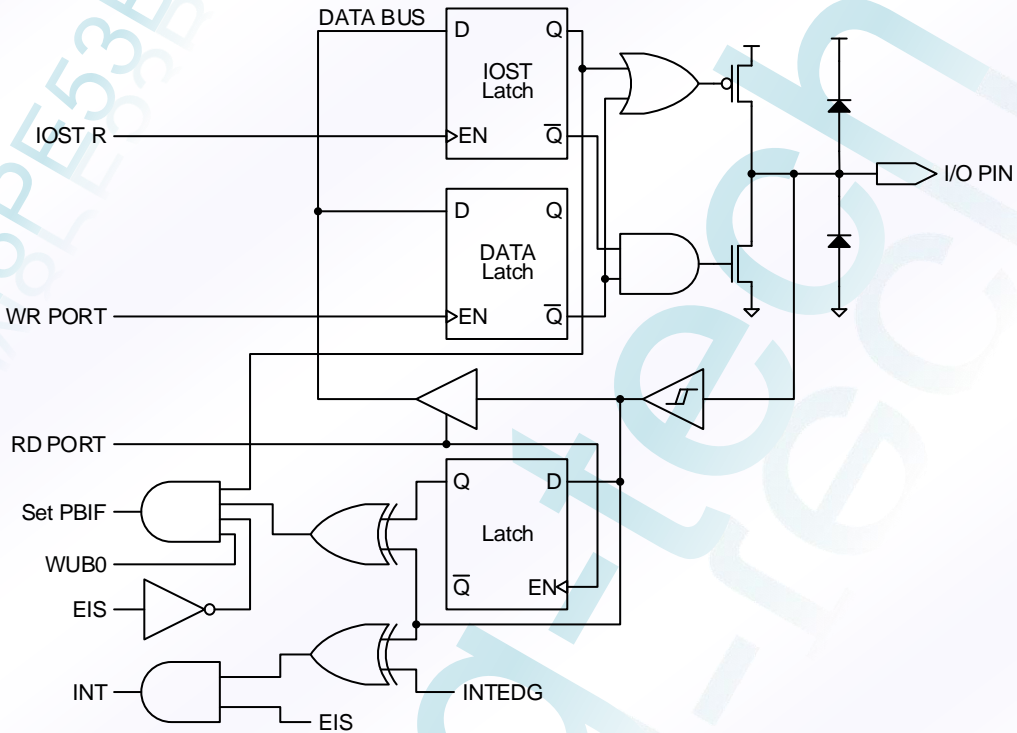 DATA BUS
D Q
IOST
Latch
IOST R
EN Q
I/O PIN
D Q
DATA
Latch
WR PORT
EN Q
RD PORT
Q D
Set PBIF
Latch
WUB0
Q EN
EIS
INT
INTEDG
EIS